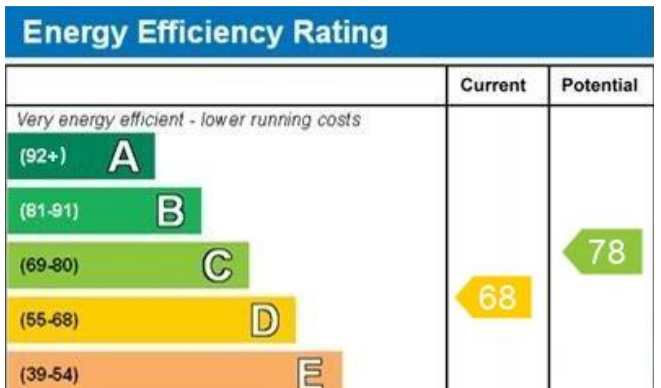 Energy Efficiency Rating
Current Potential
Very energy efficient - lower running costs
(92+) A
(81-91) B
(69-80) C
78
68
(55-68) D
(39-54) E